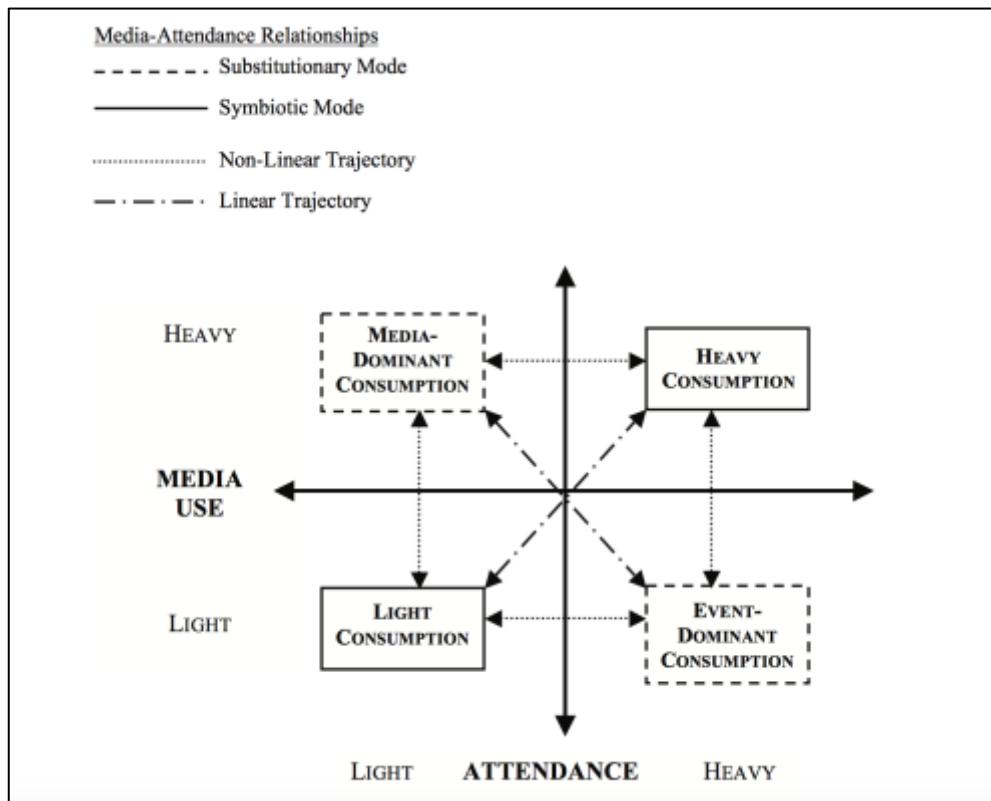 Media-Attendance Relationships
Substitutionary Mode
Symbiotic Mode
Non-Linear Trajectory
Linear Trajectory
HEAVY
MEDIA-
DOMINANT
CONSUMPTION
HEAVY
CONSUMPTION
MEDIA
USE
LIGHT
LIGHT
CONSUMPTION
EVENT-
DOMINANT
CONSUMPTION
LIGHT ATTENDANCE HEAVY